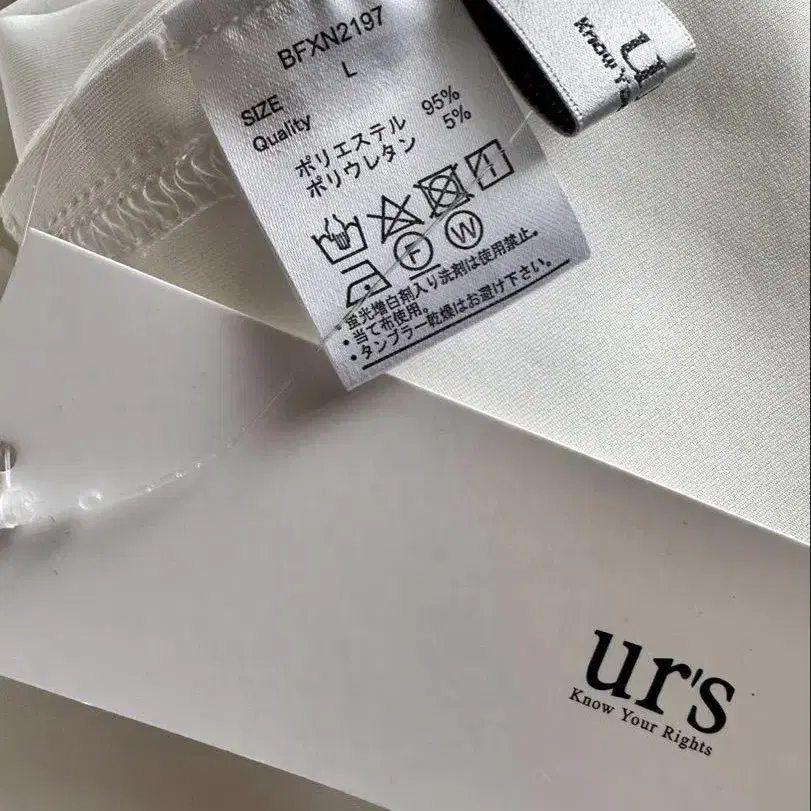 BFXN2197
SIZE L
Quality
ポリエステル 95%
ポリウレタン 5%
F W
・蛍光増白剤入り洗剤は使用禁止。
・当て布使用。
・タンブラー乾燥はお避け下さい。
Know
ur's
Know Your Rights